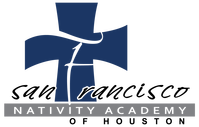 san Francisco
NATIVITY ACADEMY
OF HOUSTON